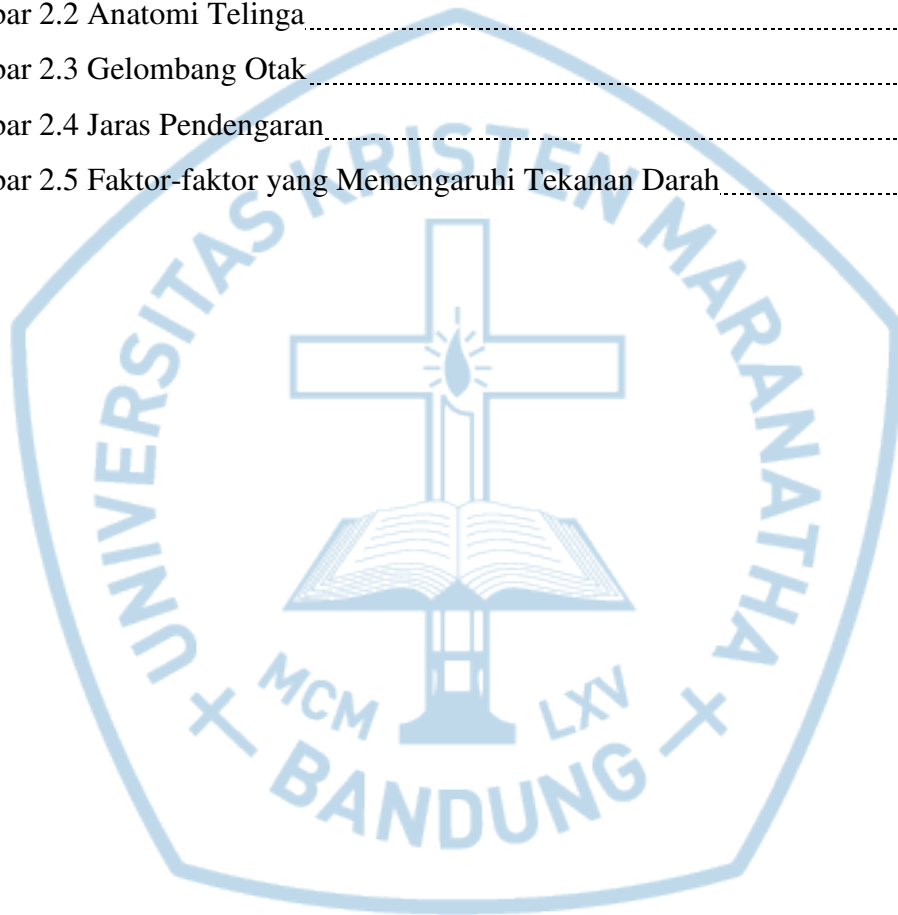 bar 2.2 Anatomi Telinga
bar 2.3 Gelombang Otak
bar 2.4 Jaras Pendengaran
bar 2.5 Faktor-faktor yang Memengaruhi Tekanan Darah
UNIVERSITAS KRISTEN MARANATHA
MCM LXV
BANDUNG